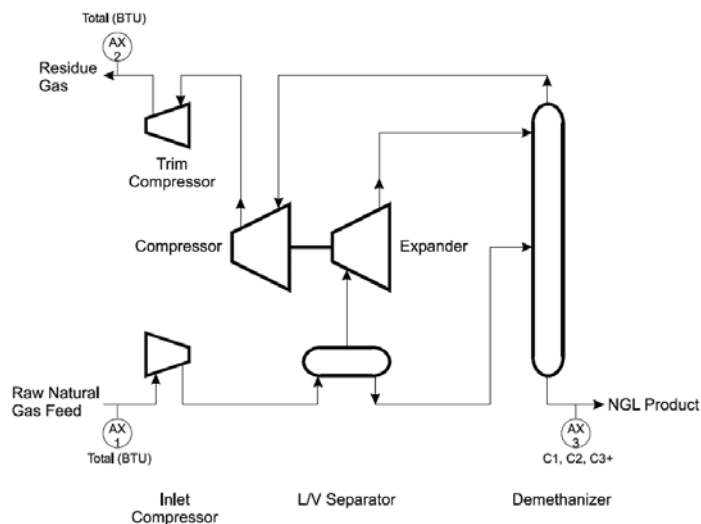 Total (BTU)
AX
2
Residue
Gas
Trim
Compressor
Compressor
Expander
Raw Natural
Gas Feed
AX
1
Total (BTU)
NGL Product
AX
3
C1, C2, C3+
Inlet
Compressor
L/V Separator
Demethanizer